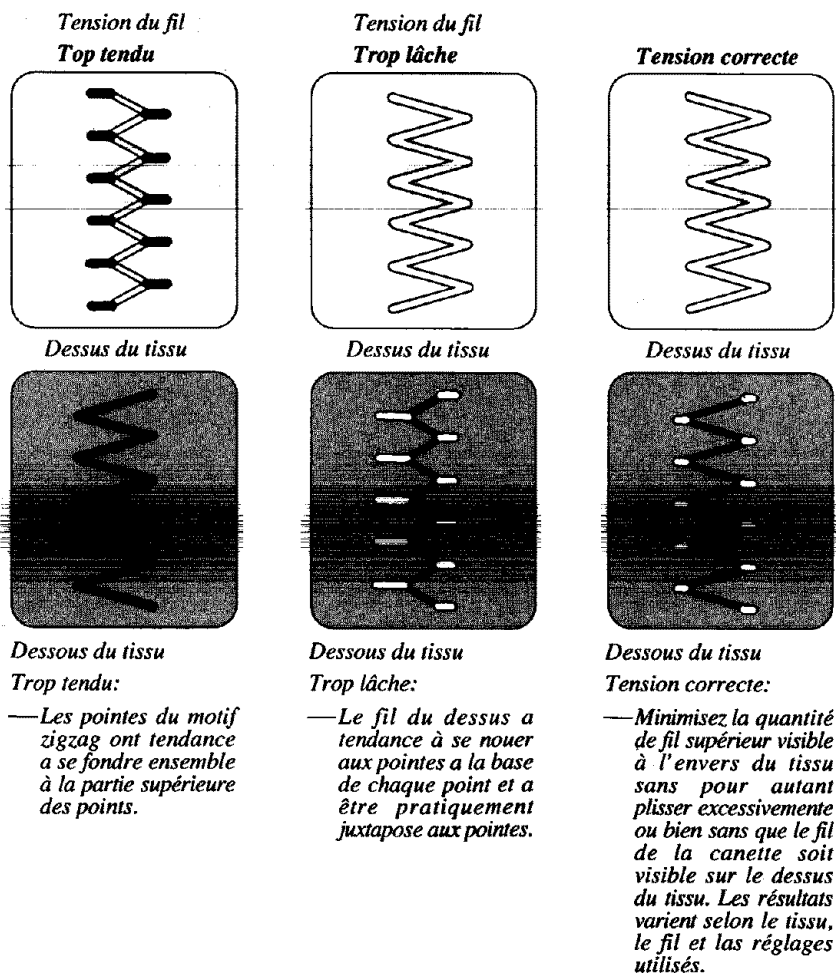 Tension du fil
Top tendu
Tension du fil
Trop lâche
Tension correcte
Dessus du tissu
Dessus du tissu
Dessus du tissu
Dessous du tissu
Trop tendu:
—Les pointes du motif
zigzag ont tendance
a se fondre ensemble
à la partie supérieure
des points.
Dessous du tissu
Trop lâche:
—Le fil du dessus a
tendance à se nouer
aux pointes a la base
de chaque point et a
être pratiquement
juxtapose aux pointes.
Dessous du tissu
Tension correcte:
—Minimisez la quantité
de fil supérieur visible
à l'envers du tissu
sans pour autant
plisser excessivemente
ou bien sans que le fil
de la canette soit
visible sur le dessus
du tissu. Les résultats
varient selon le tissu,
le fil et las réglages
utilisés.